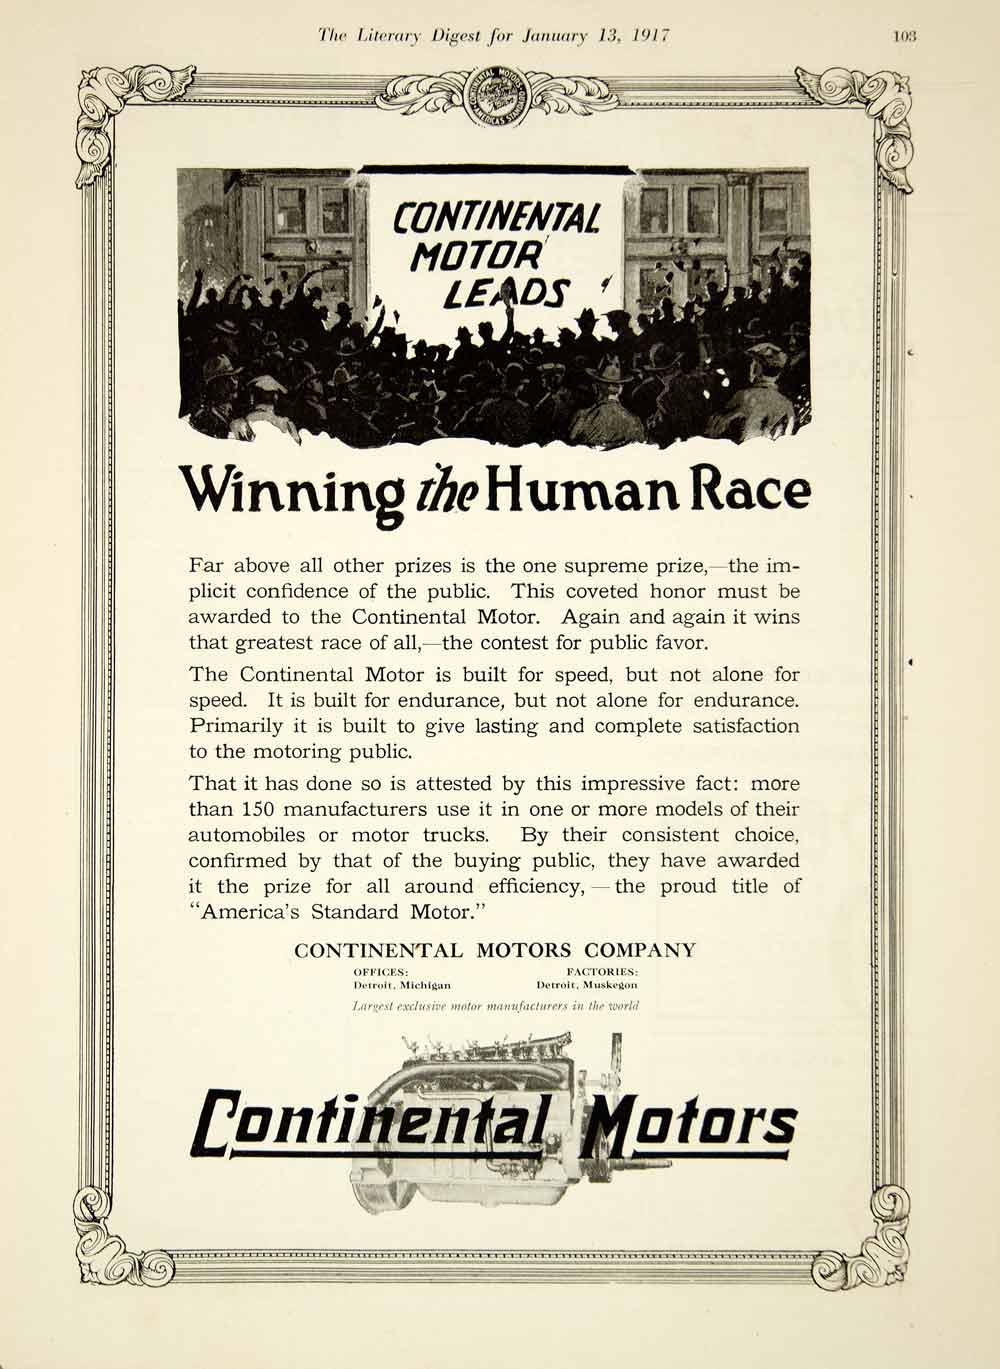 The Literary Digest for January 13, 1917
103
CONTINENTAL MOTORS
AMERICA'S STANDARD
CONTINENTAL
MOTOR
LEADS
Winning the Human Race
Far above all other prizes is the one supreme prize,—the im-
plicit confidence of the public. This coveted honor must be
awarded to the Continental Motor. Again and again it wins
that greatest race of all,—the contest for public favor.
The Continental Motor is built for speed, but not alone for
speed. It is built for endurance, but not alone for endurance.
Primarily it is built to give lasting and complete satisfaction
to the motoring public.
That it has done so is attested by this impressive fact: more
than 150 manufacturers use it in one or more models of their
automobiles or motor trucks. By their consistent choice,
confirmed by that of the buying public, they have awarded
it the prize for all around efficiency,—the proud title of
“America's Standard Motor.”
CONTINENTAL MOTORS COMPANY
OFFICES: FACTORIES:
Detroit, Michigan Detroit, Muskegon
Largest exclusive motor manufacturers in the world
Continental Motors